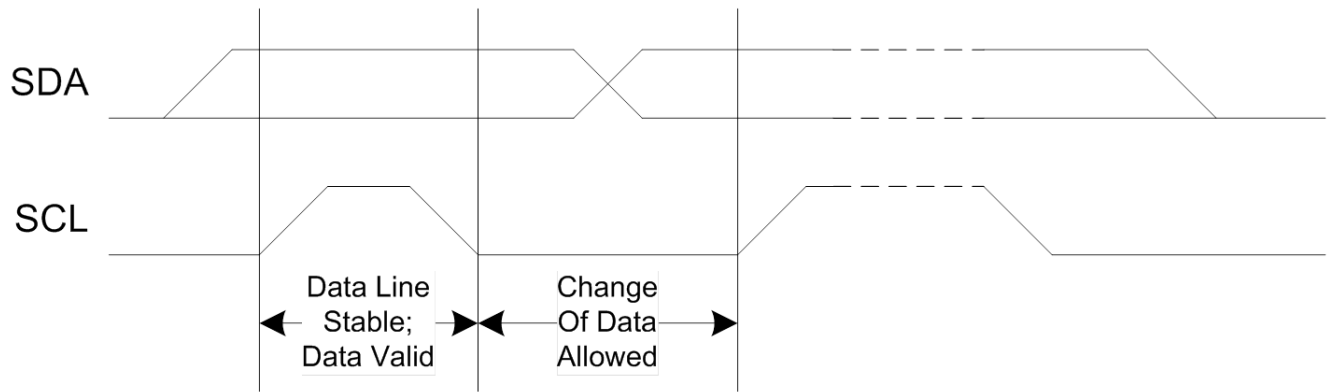 SDA
SCL
Data Line
Stable;
Data Valid
Change
Of Data
Allowed